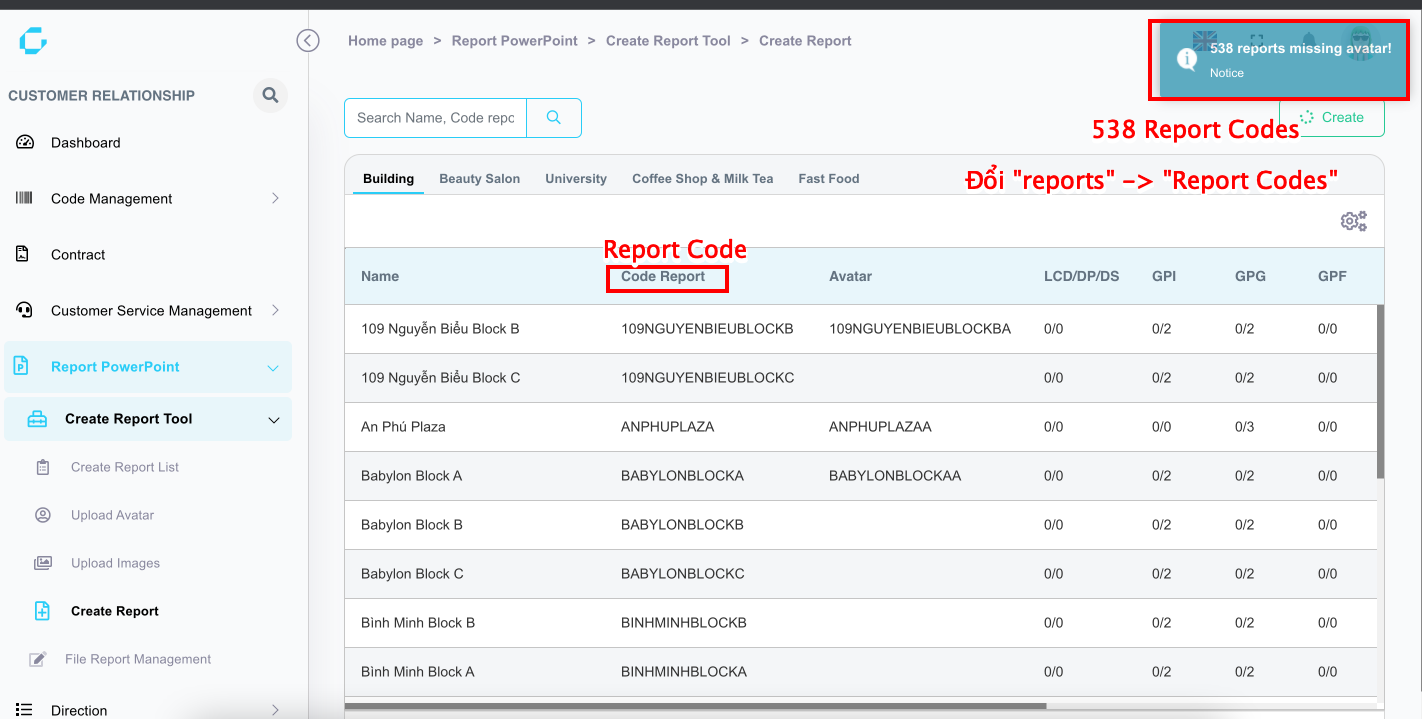 538 reports missing avatar!
Notice
Home page > Report PowerPoint > Create Report Tool > Create Report
CUSTOMER RELATIONSHIP
Dashboard
Code Management
Contract
Customer Service Management
Report PowerPoint
Create Report Tool
Create Report List
Upload Avatar
Upload Images
Create Report
File Report Management
Direction
Search Name, Code repo
Create
538 Report Codes
Building Beauty Salon University Coffee Shop & Milk Tea Fast Food
Đổi "reports" -> "Report Codes"
Report Code
Name Code Report Avatar LCD/DP/DS GPI GPG GPF
109 Nguyễn Biểu Block B 109NGUYENBIEUBLOCKB 109NGUYENBIEUBLOCKBA 0/0 0/2 0/2 0/0
109 Nguyễn Biểu Block C 109NGUYENBIEUBLOCKC 0/0 0/2 0/2 0/0
An Phú Plaza ANPHUPLAZA ANPHUPLAZAA 0/0 0/0 0/3 0/0
Babylon Block A BABYLONBLOCKA BABYLONBLOCKAA 0/0 0/2 0/2 0/0
Babylon Block B BABYLONBLOCKB 0/0 0/2 0/2 0/0
Babylon Block C BABYLONBLOCKC 0/0 0/2 0/2 0/0
Bình Minh Block B BINHMINHBLOCKB 0/0 0/2 0/2 0/0
Bình Minh Block A BINHMINHBLOCKA 0/0 0/2 0/2 0/0